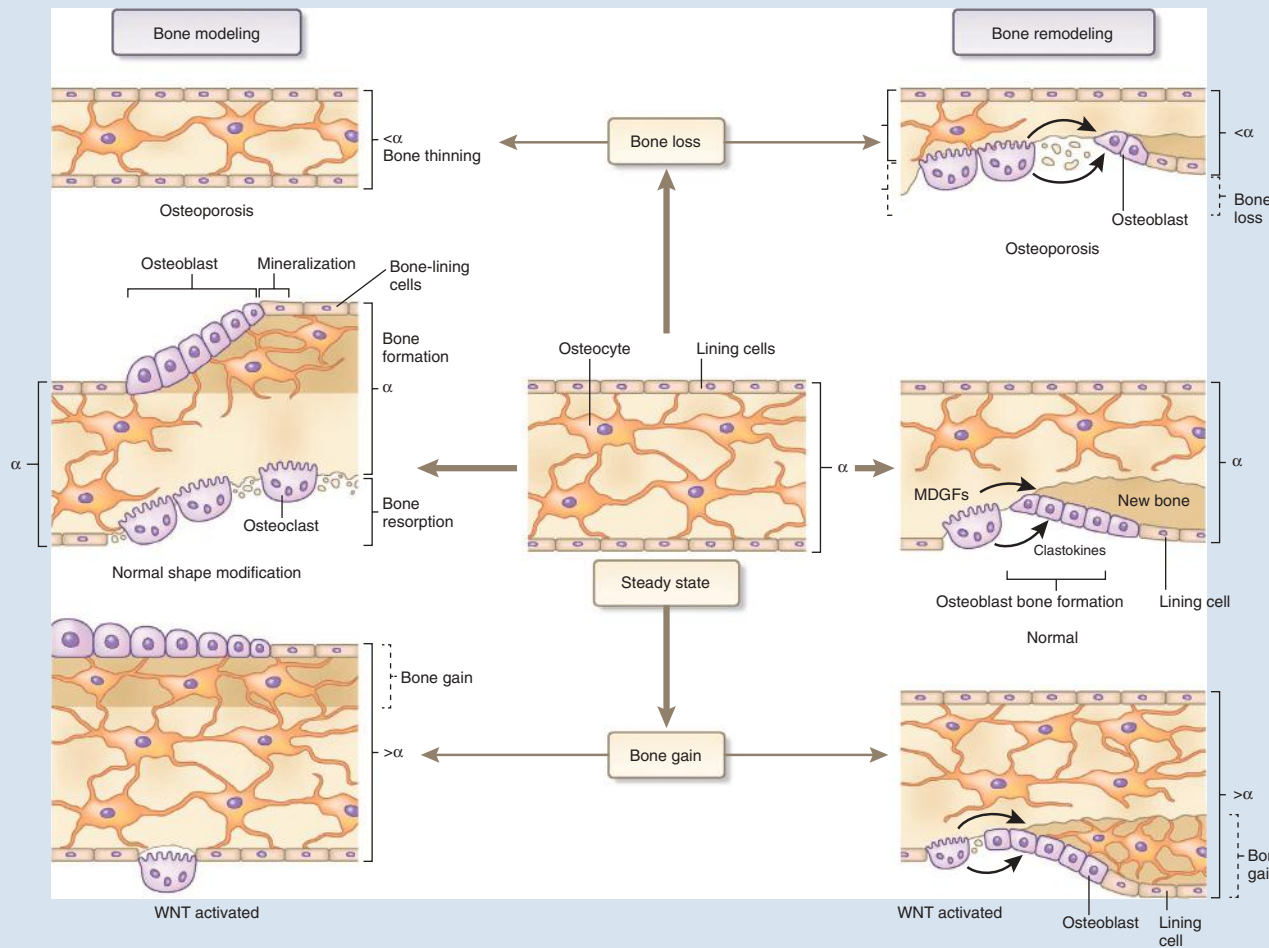 Bone modeling
Bone remodeling
<α
Bone thinning
Osteoporosis
Bone loss
<α
Bone
loss
Osteoblast
Osteoporosis
Osteoblast
Mineralization
Bone-lining
cells
Bone
formation
α
α
Bone
resorption
Osteoclast
Normal shape modification
Osteocyte
Lining cells
α
Steady state
MDGFs
New bone
α
Clastokines
Osteoblast bone formation
Lining cell
Normal
Bone gain
>α
WNT activated
Bone gain
>α
gai
WNT activated
Osteoblast
Lining
cell